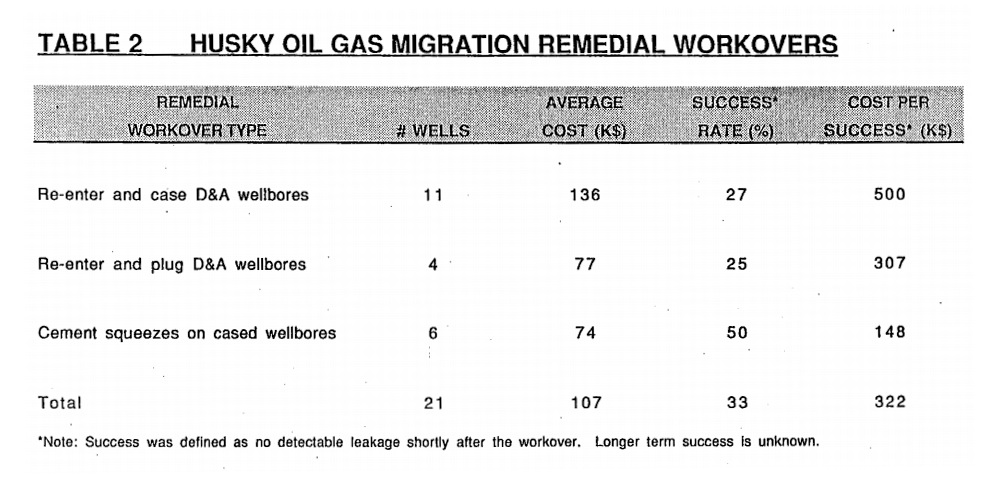 TABLE 2 HUSKY OIL GAS MIGRATION REMEDIAL WORKOVERS
REMEDIAL AVERAGE SUCCESS* COST PER
WORKOVER TYPE # WELLS COST (K$) RATE (%) SUCCESS* (K$)
Re-enter and case D&A wellbores 11 136 27 500
Re-enter and plug D&A wellbores 4 77 25 307
Cement squeezes on cased wellbores 6 74 50 148
Total 21 107 33 322
*Note: Success was defined as no detectable leakage shortly after the workover. Longer term success is unknown.